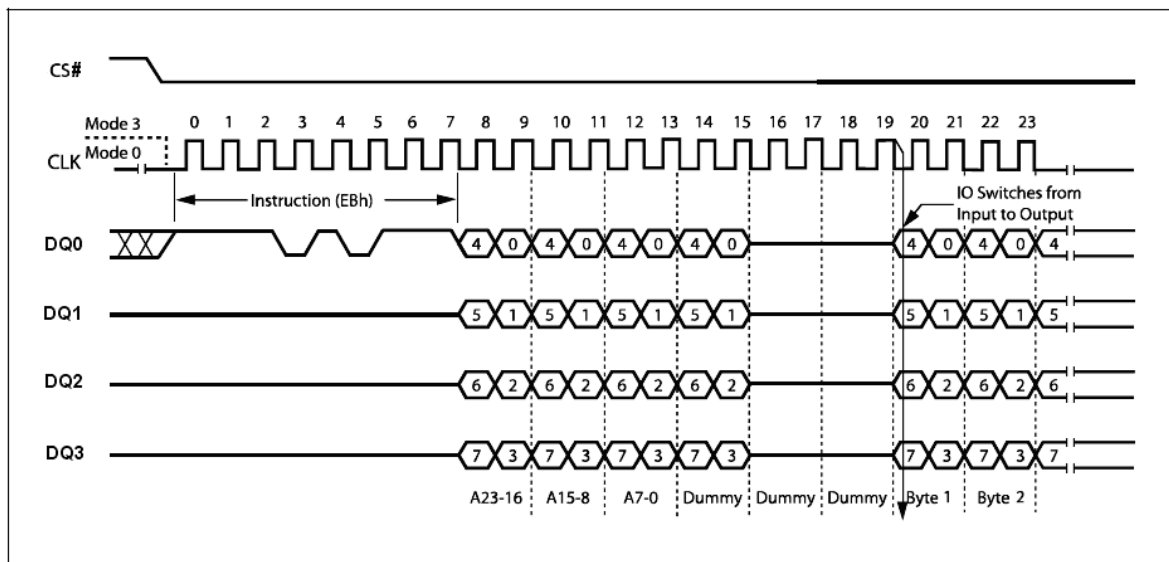 CS#
Mode 3
0 1 2 3 4 5 6 7 8 9 10 11 12 13 14 15 16 17 18 19 20 21 22 23
CLK
Mode 0
Instruction (EBh)
IO Switches from
Input to Output
DQ0
4 0 4 0 4 0 4 0 4 0 4 0 4
DQ1
5 1 5 1 5 1 5 1 5 1 5 1 5
DQ2
6 2 6 2 6 2 6 2 6 2 6 2 6
DQ3
7 3 7 3 7 3 7 3 7 3 7 3 7
A23-16 A15-8 A7-0 Dummy Dummy Dummy Byte 1 Byte 2